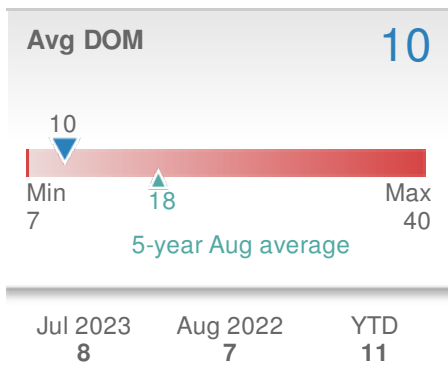 Avg DOM 10
10
Min Max
7 40
18
5-year Aug average
Jul 2023 Aug 2022 YTD
8 7 11